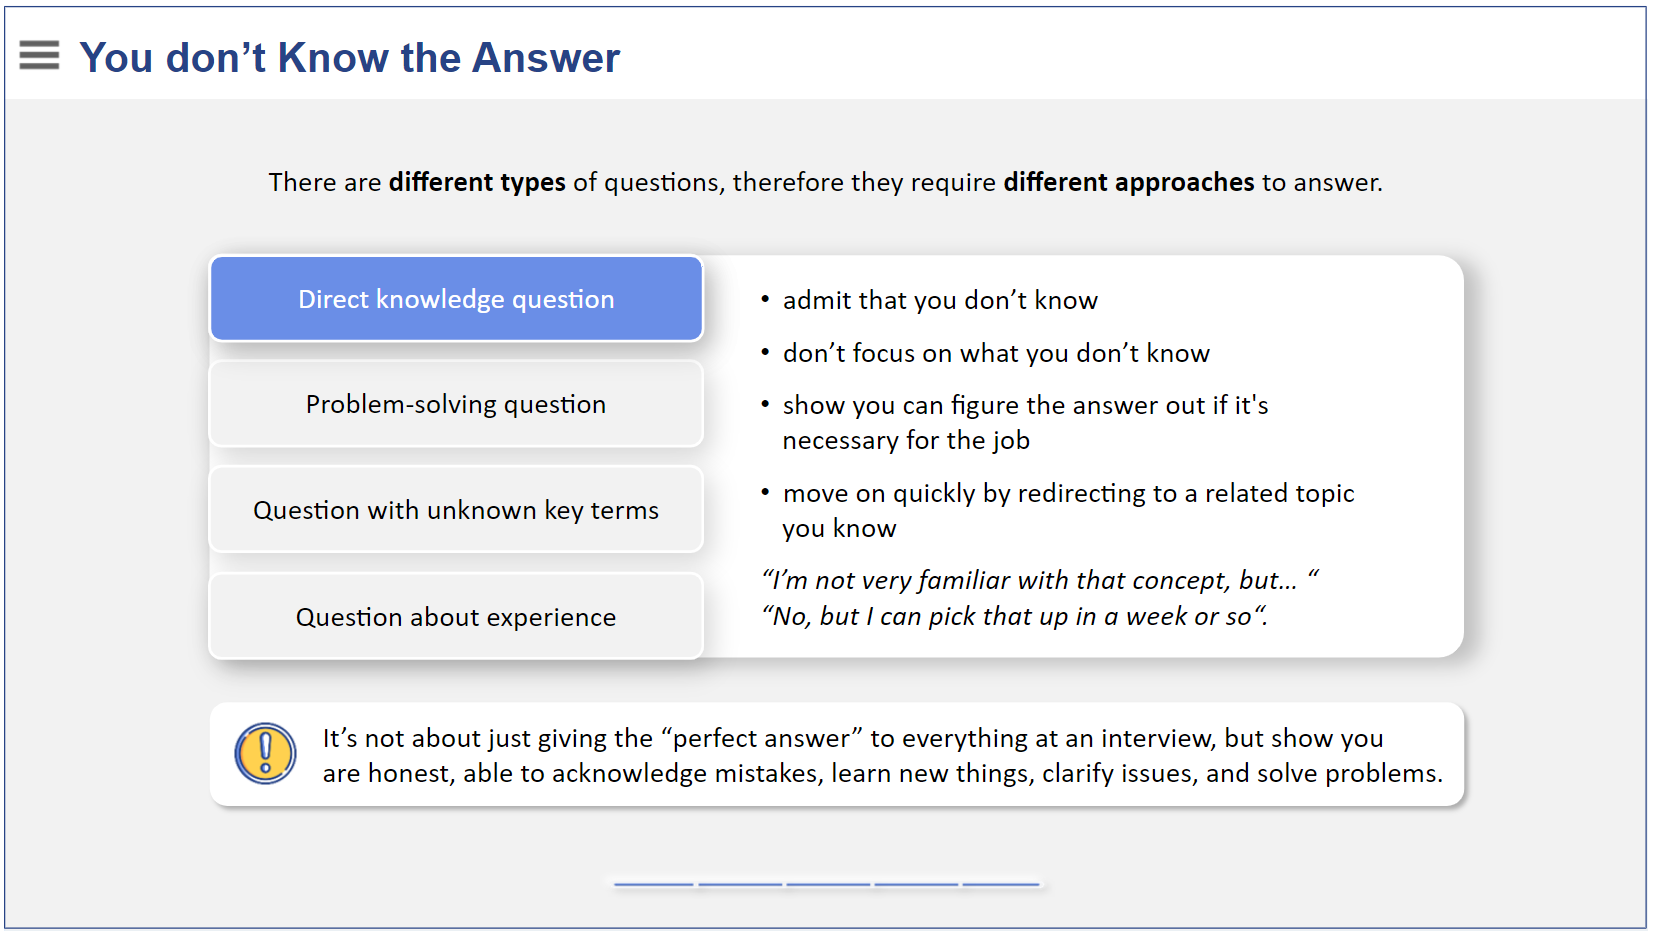 You don’t Know the Answer
There are different types of questions, therefore they require different approaches to answer.
Direct knowledge question
Problem-solving question
Question with unknown key terms
Question about experience
• admit that you don’t know
• don’t focus on what you don’t know
• show you can figure the answer out if it's
necessary for the job
• move on quickly by redirecting to a related topic
you know
“I’m not very familiar with that concept, but… “
“No, but I can pick that up in a week or so“.
It’s not about just giving the “perfect answer” to everything at an interview, but show you
are honest, able to acknowledge mistakes, learn new things, clarify issues, and solve problems.